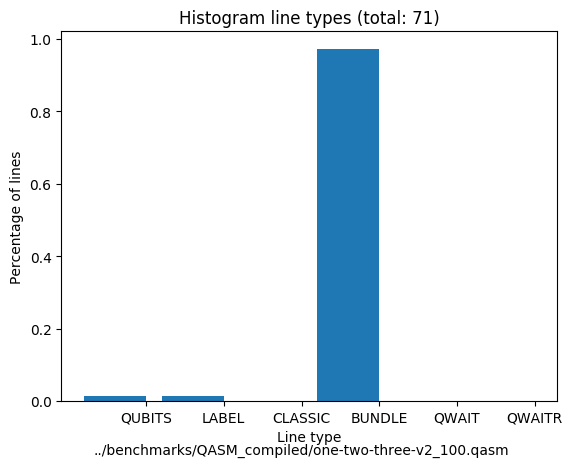 Histogram line types (total: 71)
Percentage of lines
1.0
0.8
0.6
0.4
0.2
0.0
QUBITS LABEL CLASSIC BUNDLE QWAIT QWAITR
Line type
../benchmarks/QASM_compiled/one-two-three-v2_100.qasm